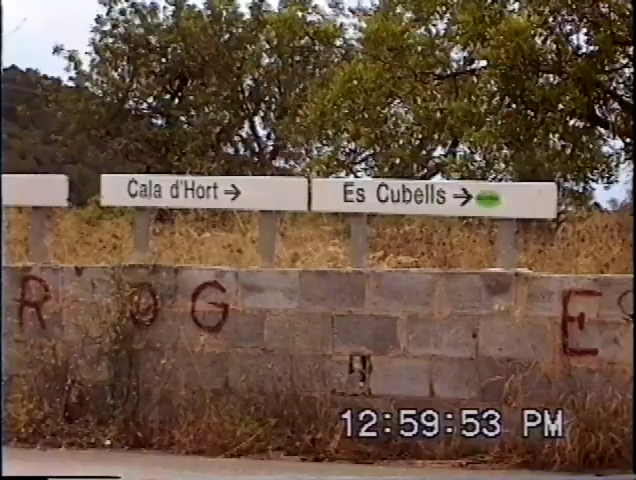 Cala d'Hort →
Es Cubells →
R O G E
12:59:53 PM